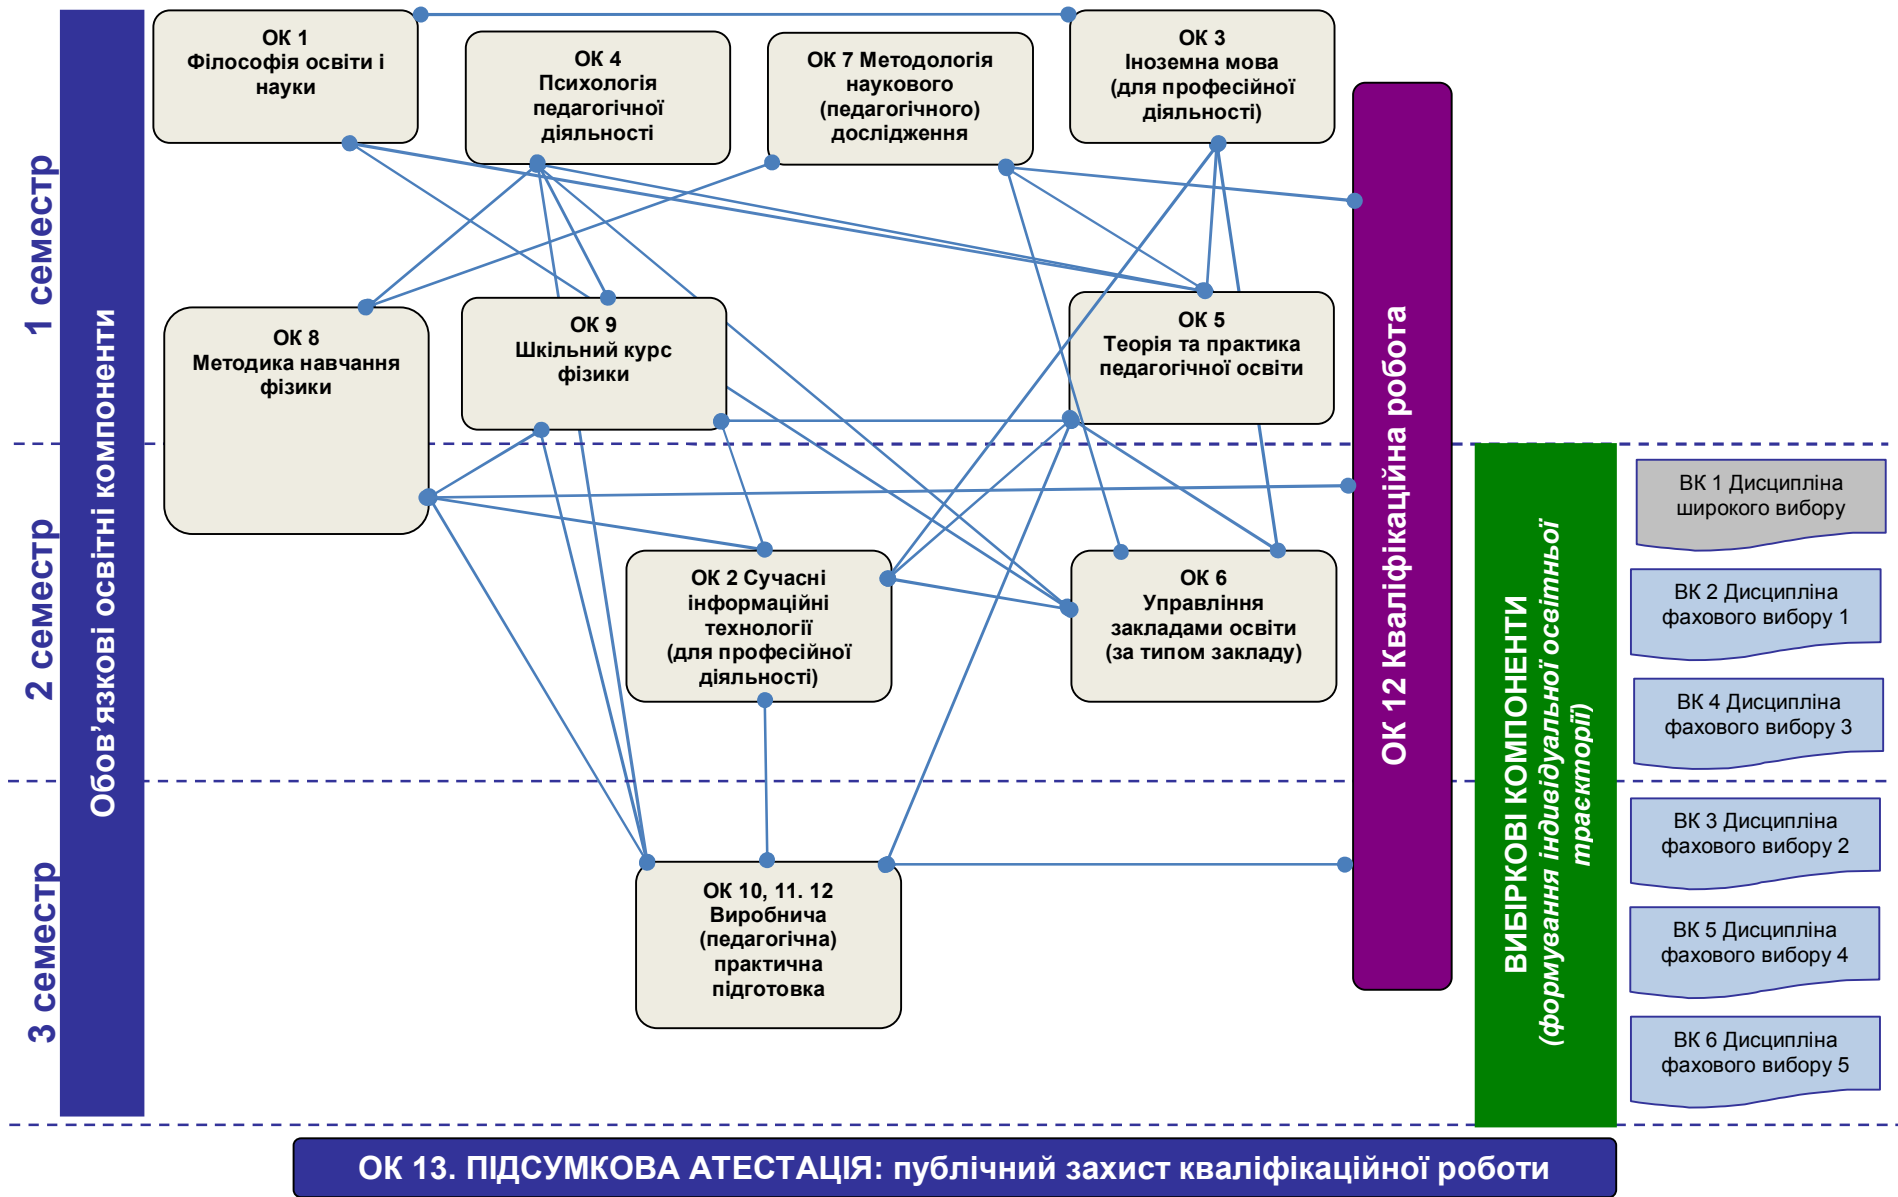 1 семестр
2 семестр
3 семестр
Обов’язкові освітні компоненти
ОК 1
Філософія освіти і
науки
ОК 4
Психологія
педагогічної
діяльності
ОК 7 Методологія
наукового
(педагогічного)
дослідження
ОК 3
Іноземна мова
(для професійної
діяльності)
ОК 8
Методика навчання
фізики
ОК 9
Шкільний курс
фізики
ОК 5
Теорія та практика
педагогічної освіти
ОК 2 Сучасні
інформаційні
технології
(для професійної
діяльності)
ОК 6
Управління
закладами освіти
(за типом закладу)
ОК 10, 11. 12
Виробнича
(педагогічна)
практична
підготовка
ОК 12 Кваліфікаційна робота
ВИБІРКОВІ КОМПОНЕНТИ
(формування індивідуальної освітньої
траєкторії)
ВК 1 Дисципліна
широкого вибору
ВК 2 Дисципліна
фахового вибору 1
ВК 4 Дисципліна
фахового вибору 3
ВК 3 Дисципліна
фахового вибору 2
ВК 5 Дисципліна
фахового вибору 4
ВК 6 Дисципліна
фахового вибору 5
ОК 13. ПІДСУМКОВА АТЕСТАЦІЯ: публічний захист кваліфікаційної роботи